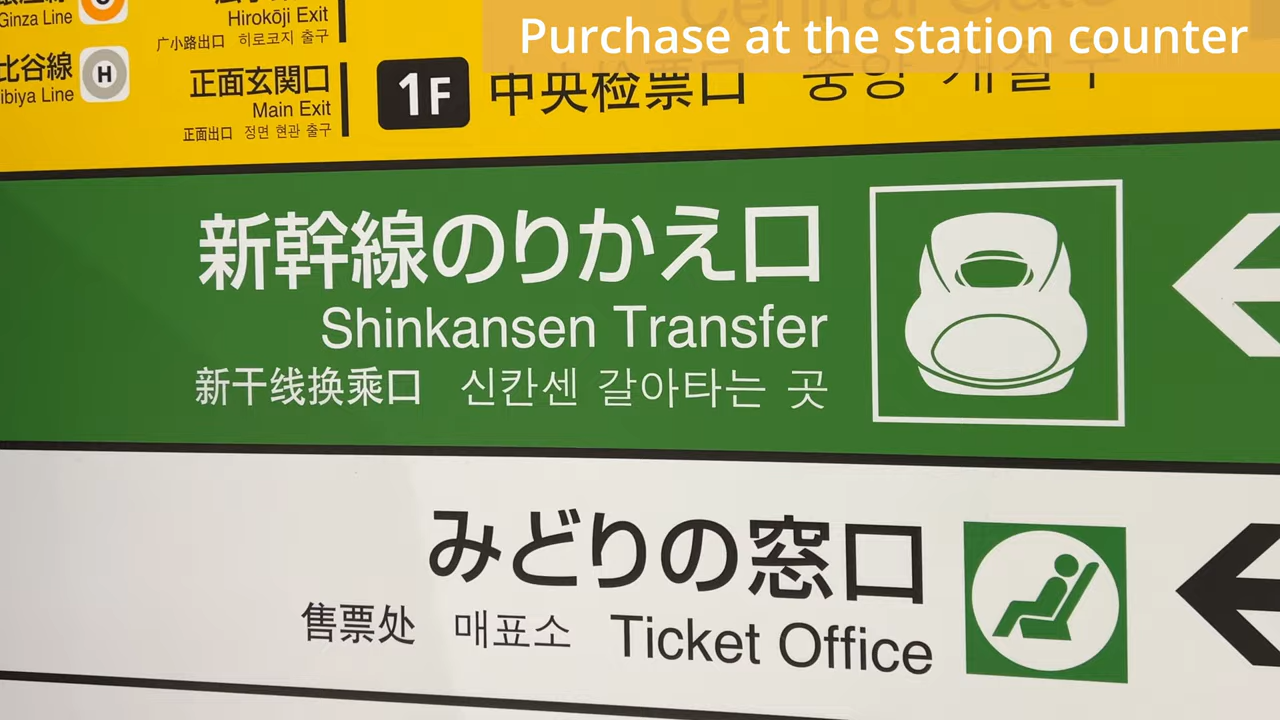 Purchase at the station counter
Central Gate
Ginza Line
Hirokōji Exit
广小路出口 히로코지 출구
比谷線
H
ibiya Line
正面玄関口
Main Exit
正面出口 정면 현관 출구
1F 中央检票口 중앙 개찰구
新幹線のりかえ口
Shinkansen Transfer
新干线换乘口 신칸센 갈아타는 곳
みどりの窓口
售票处 매표소 Ticket Office